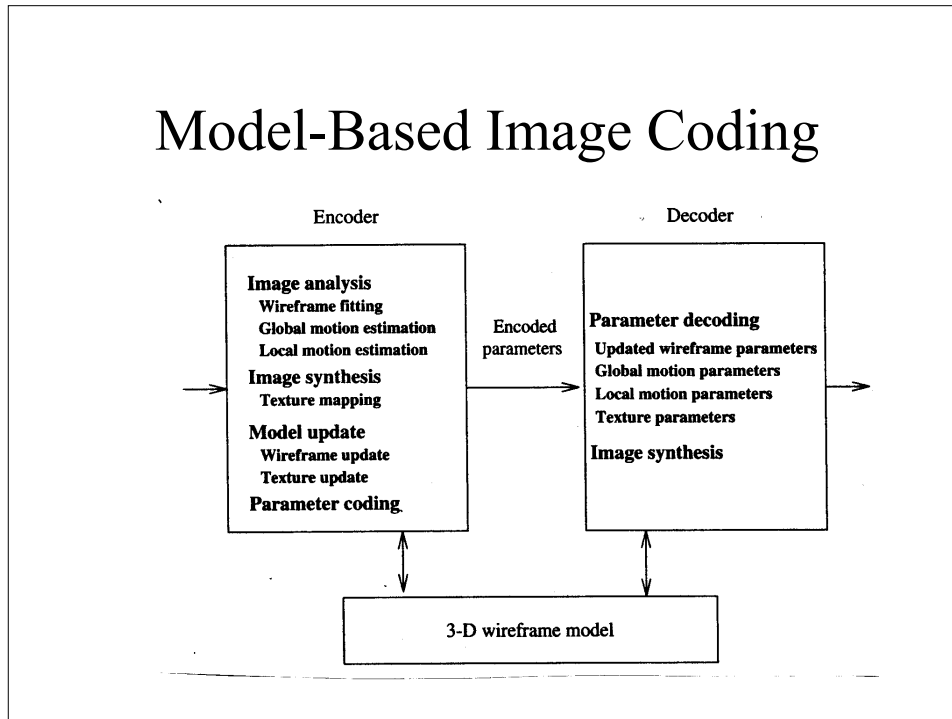 Model-Based Image Coding
Encoder
Decoder
Image analysis
Wireframe fitting
Global motion estimation
Local motion estimation
Image synthesis
Texture mapping
Model update
Wireframe update
Texture update
Parameter coding
Encoded
parameters
Parameter decoding
Updated wireframe parameters
Global motion parameters
Local motion parameters
Texture parameters
Image synthesis
3-D wireframe model